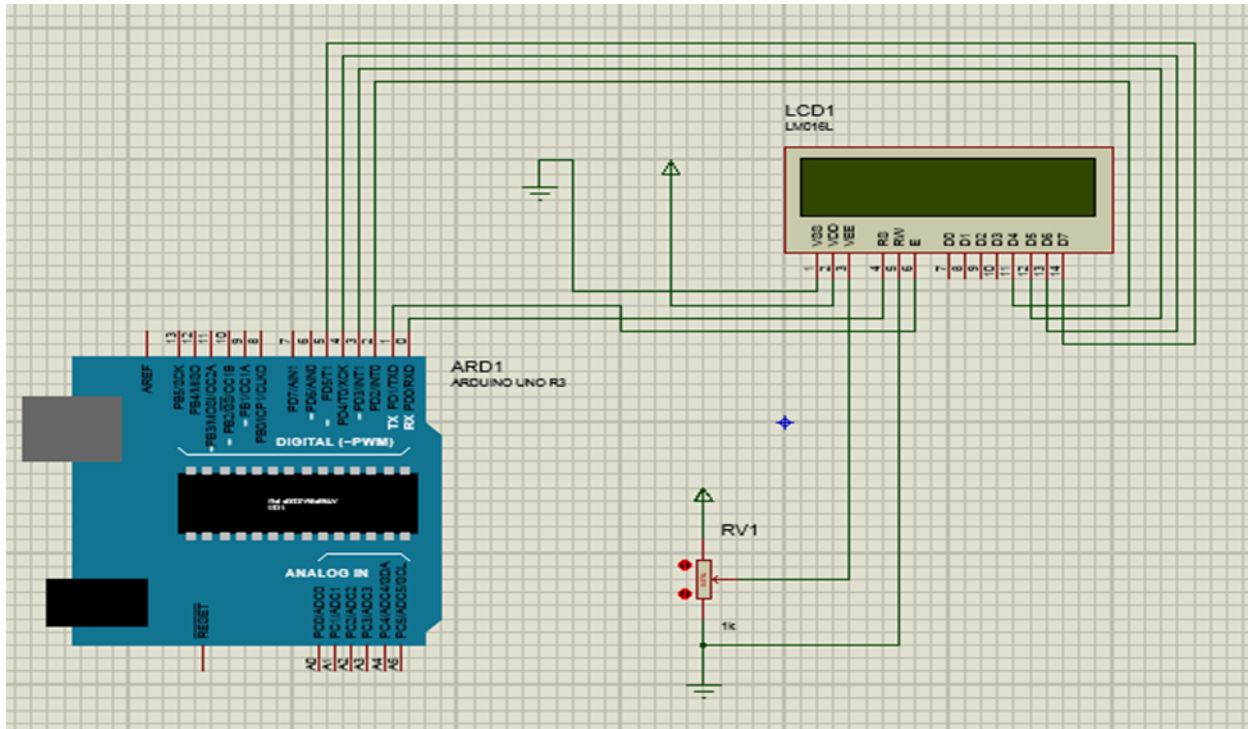 LCD1
LM016L
VSS
VDD
VEE
RS
RW
E
D0
D1
D2
D3
D4
D5
D6
D7
1
2
3
4
5
6
7
8
9
10
11
12
13
14
ARD1
ARDUINO UNO R3
AREF
13
12
11
10
9
8
7
6
5
4
3
2
1
0
PB5/SCK
PB4/MISO
~PB3/MOSI/OC2A
~PB2/SS/OC1B
~PB1/OC1A
PB0/ICP1/CLKO
PD7/AIN1
~PD6/AIN0
~PD5/T1
PD4/T0/XCK
~PD3/INT1
PD2/INT0
TX PD1/TXD
RX PD0/RXD
DIGITAL (~PWM)
ANALOG IN
RESET
PC0/ADC0
PC1/ADC1
PC2/ADC2
PC3/ADC3
PC4/ADC4/SDA
PC5/ADC5/SCL
A0
A1
A2
A3
A4
A5
RV1
1k